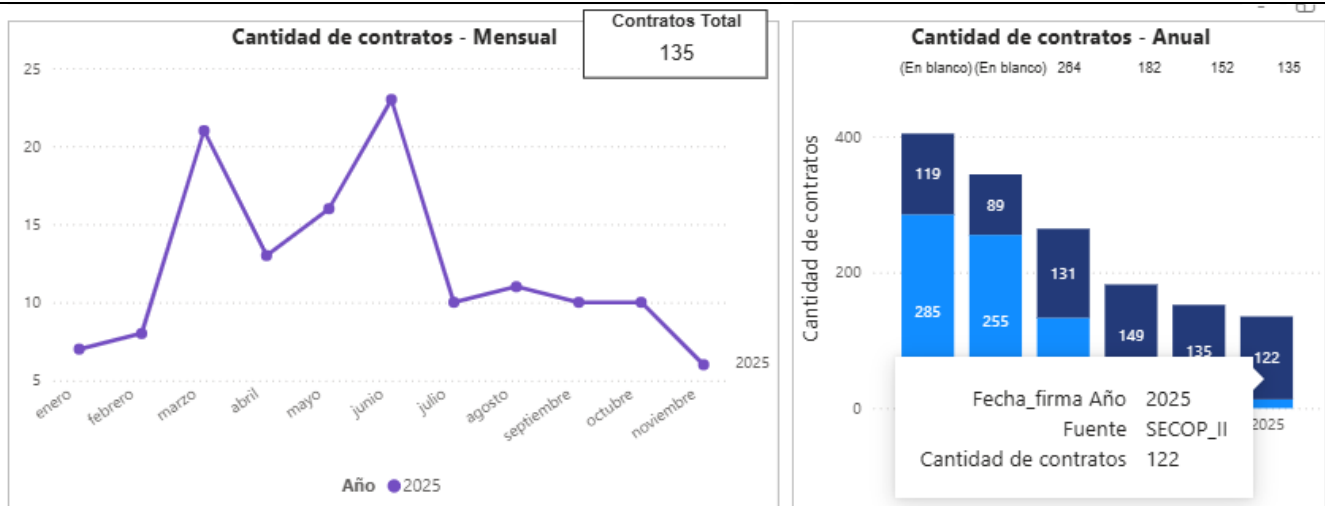 Cantidad de contratos - Mensual
Contratos Total
135
25
20
15
10
5
enero
febrero
marzo
abril
mayo
junio
julio
agosto
septiembre
octubre
noviembre
2025
Año 2025
Cantidad de contratos - Anual
(En blanco) (En blanco) 264 182 152 135
Cantidad de contratos
400
200
0
119
285
89
255
131
149
135
122
2025
Fecha_firma Año 2025
Fuente SECOP_II
Cantidad de contratos 122